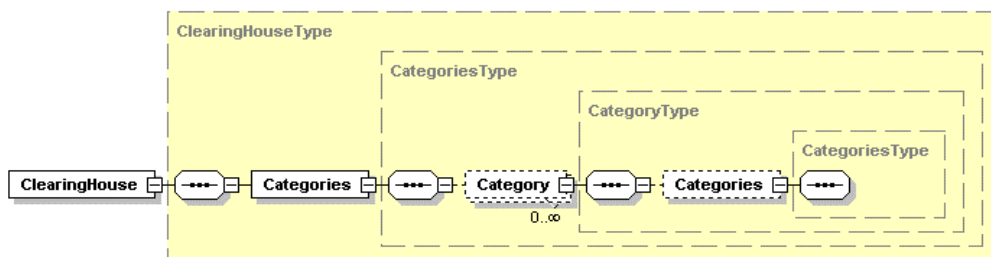 ClearingHouseType
CategoriesType
CategoryType
CategoriesType
ClearingHouse
Categories
Category
Categories
0..∞